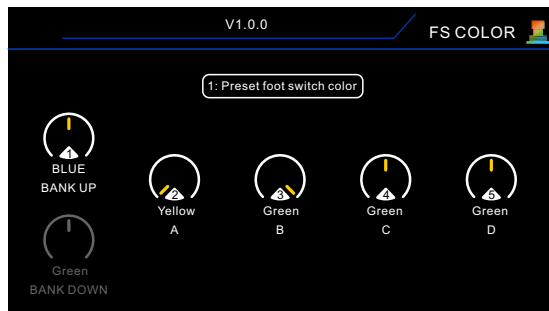 V1.0.0
FS COLOR
1: Preset foot switch color
1
BLUE
BANK UP
2
Yellow
A
3
Green
B
4
Green
C
5
Green
D
Green
BANK DOWN